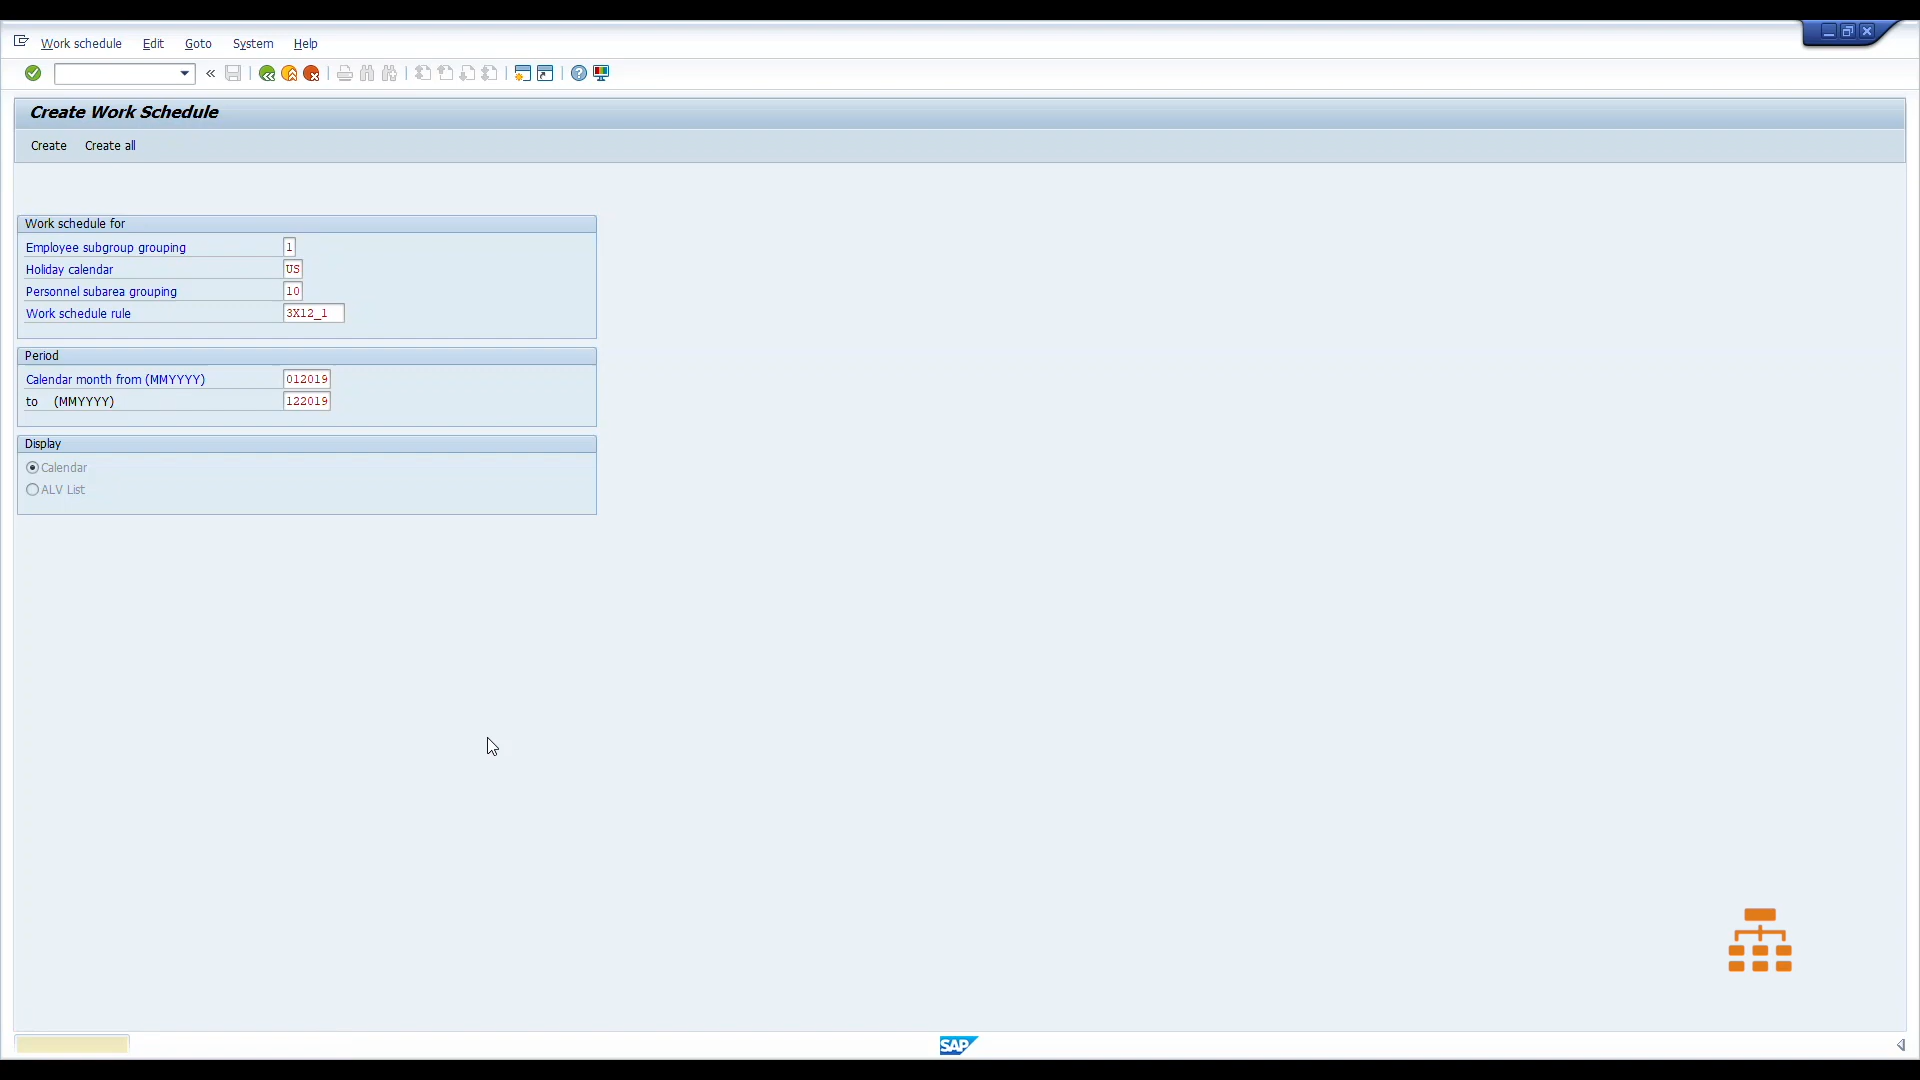 Work schedule Edit Goto System Help
Create Work Schedule
Create Create all
Work schedule for
Employee subgroup grouping 1
Holiday calendar US
Personnel subarea grouping 10
Work schedule rule 3X12_1
Period
Calendar month from (MMYYYY) 012019
to (MMYYYY) 122019
Display
Calendar
ALV List
SAP